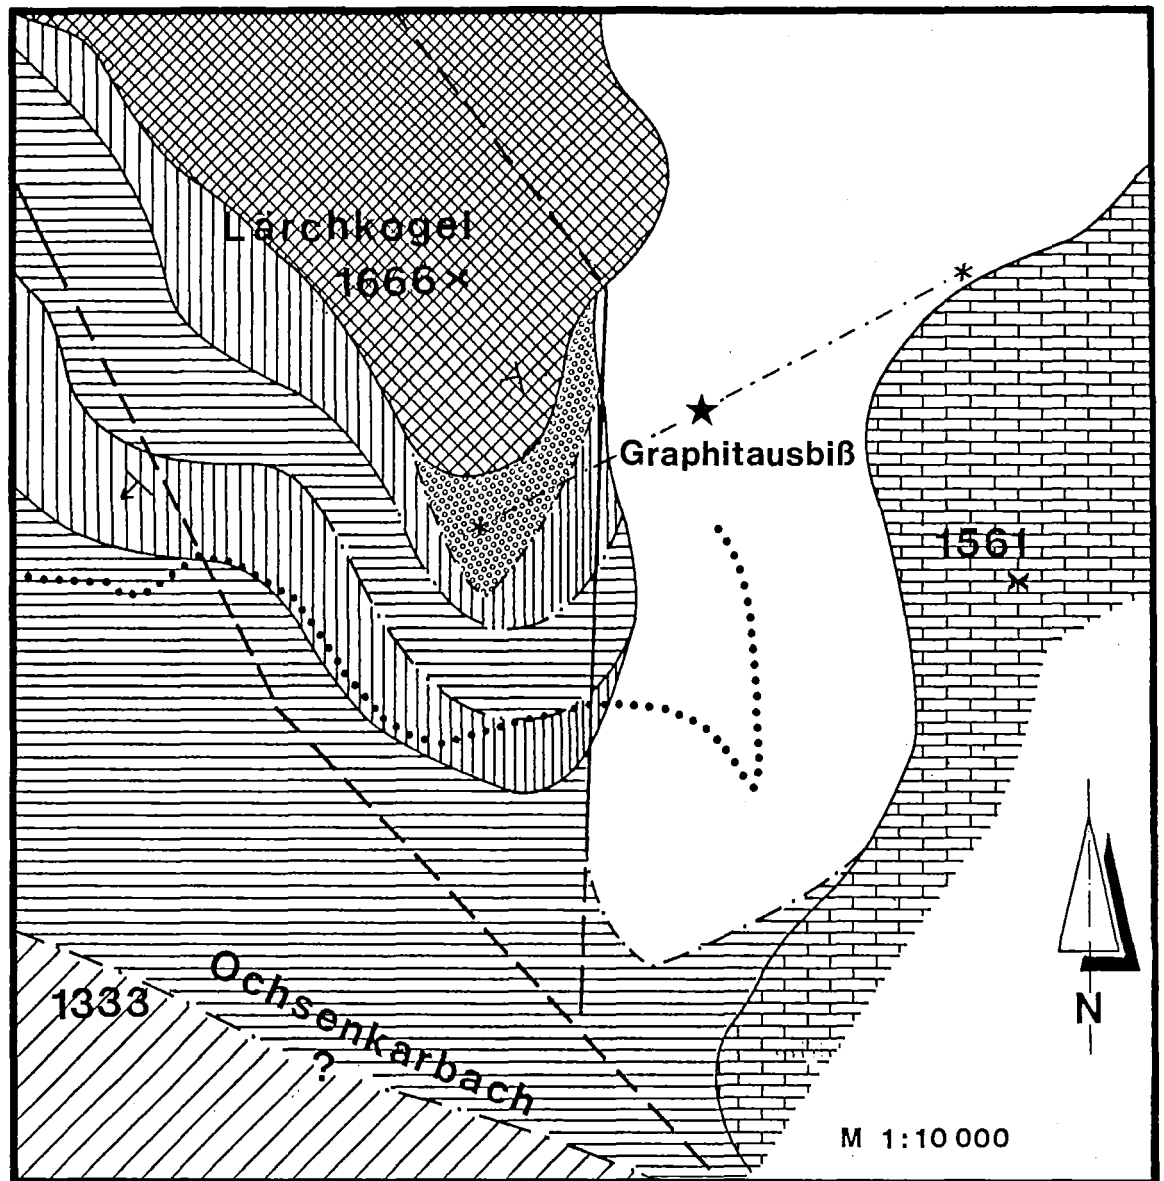 Lärchkogel
1666
Graphitausbiß
1561
1333
Ochsenkarbach
?
N
M 1:10 000